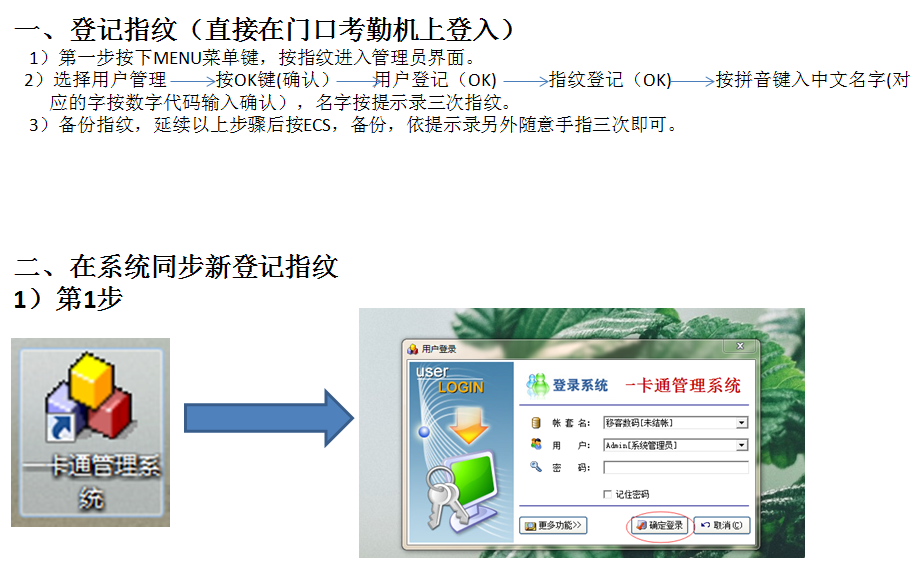 一、登记指纹（直接在门口考勤机上登入）
1）第一步按下MENU菜单键，按指纹进入管理员界面。
2）选择用户管理 按OK键(确认） 用户登记（OK) 指纹登记（OK) 按拼音键入中文名字(对
应的字按数字代码输入确认），名字按提示录三次指纹。
3）备份指纹，延续以上步骤后按ECS，备份，依提示录另外随意手指三次即可。
二、在系统同步新登记指纹
1）第1步
一卡通管理系
统
用户登录
user
LOGIN
登录系统 一卡通管理系统
帐 套 名: 移客数码[未结帐]
用 户: Admin[系统管理员]
密 码:
记住密码
更多功能>> 确定登录 取消(C)